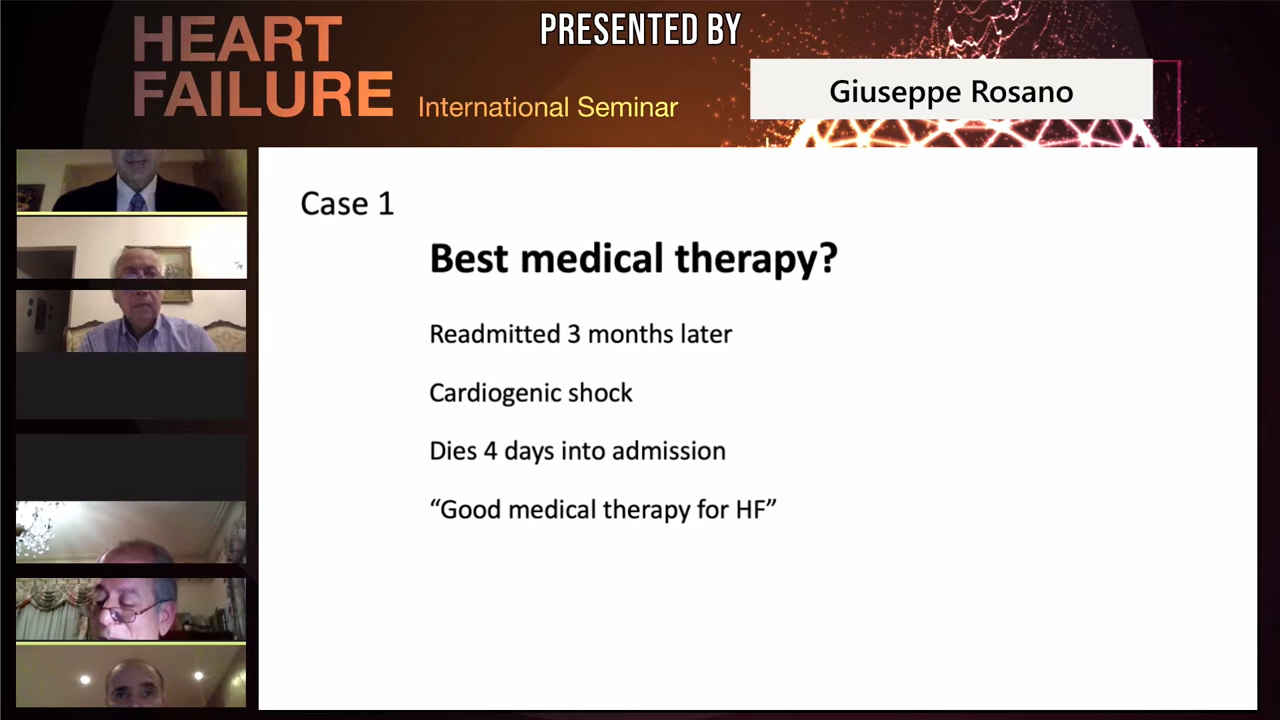 HEART
FAILURE
International Seminar
PRESENTED BY
Giuseppe Rosano
Case 1
Best medical therapy?
Readmitted 3 months later
Cardiogenic shock
Dies 4 days into admission
“Good medical therapy for HF”